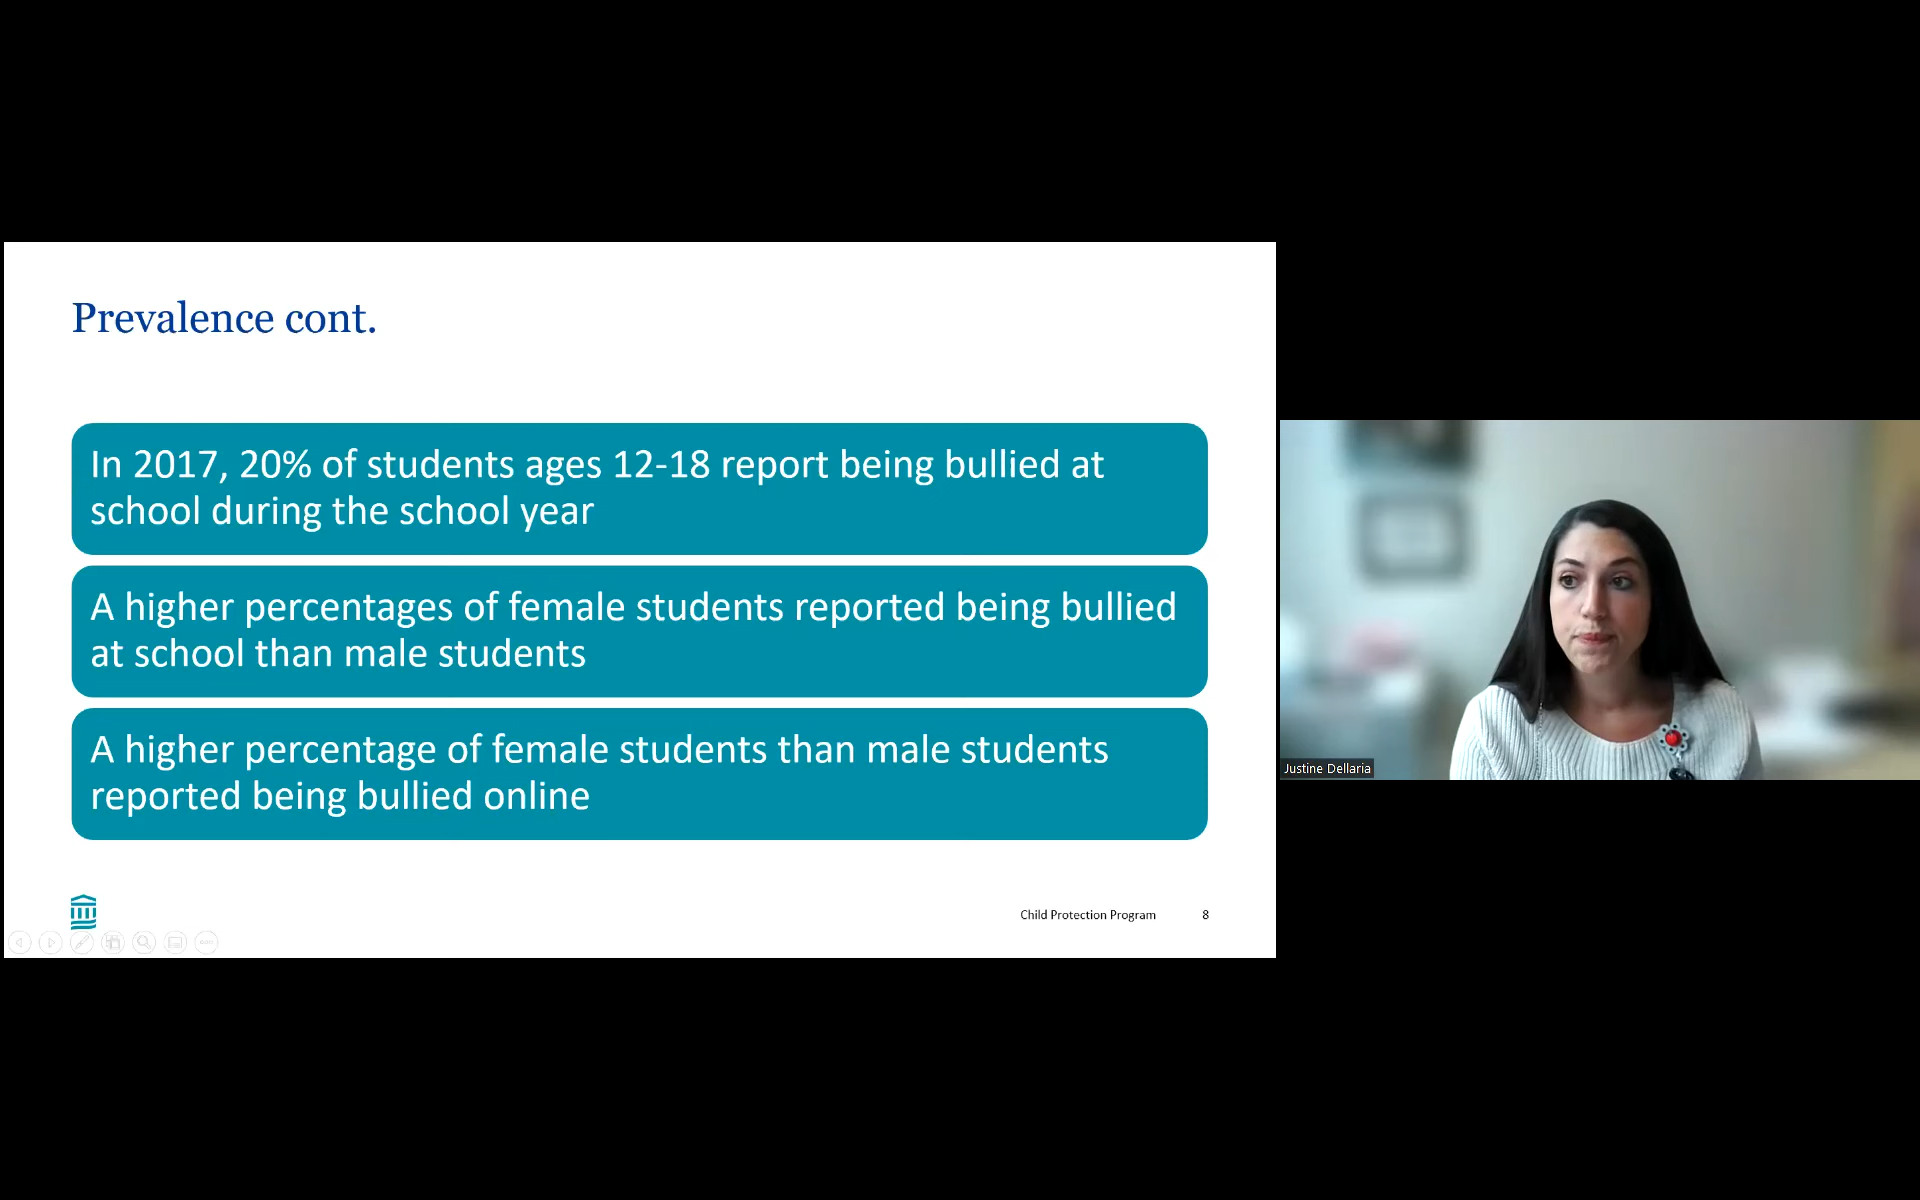 Prevalence cont.
In 2017, 20% of students ages 12-18 report being bullied at
school during the school year
A higher percentages of female students reported being bullied
at school than male students
A higher percentage of female students than male students
reported being bullied online
Child Protection Program 8
Justine Dellaria